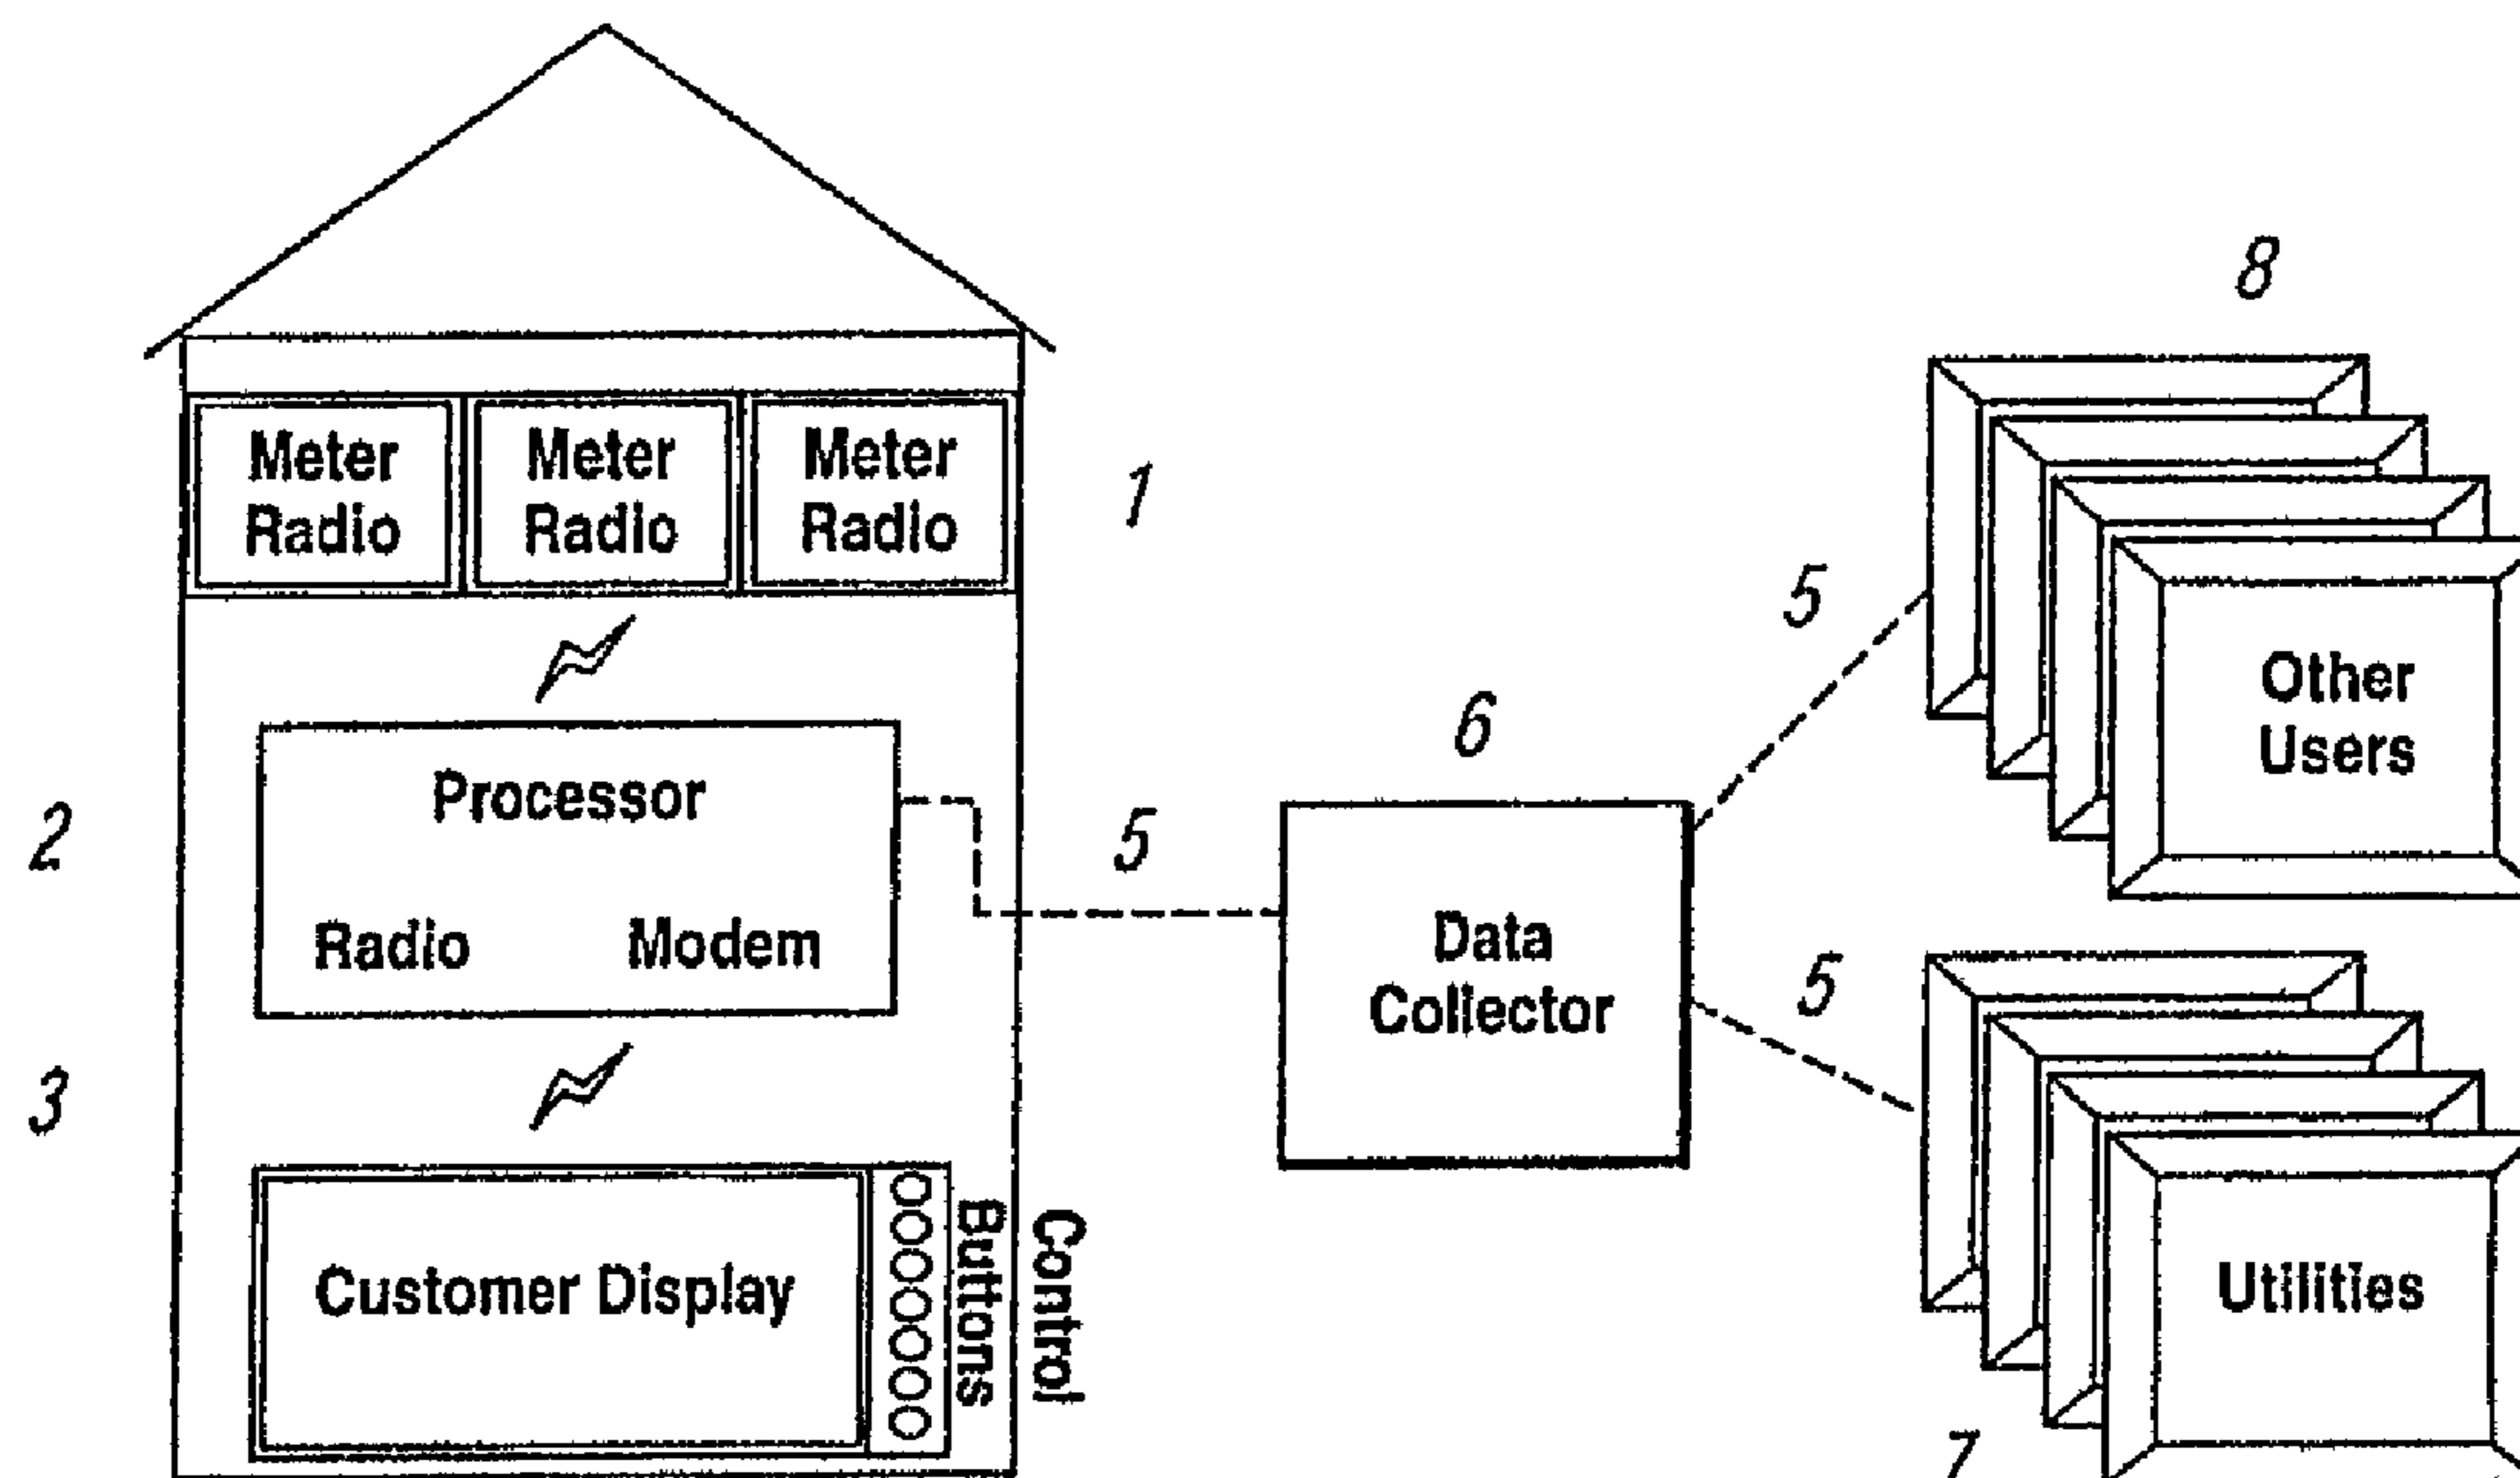 8
Meter
Radio
Meter
Radio
Meter
Radio
1
5
Other
Users
6
2
Processor
Radio Modem
5
Data
Collector
5
3
Customer Display
Buttons
Control
Utilities
7